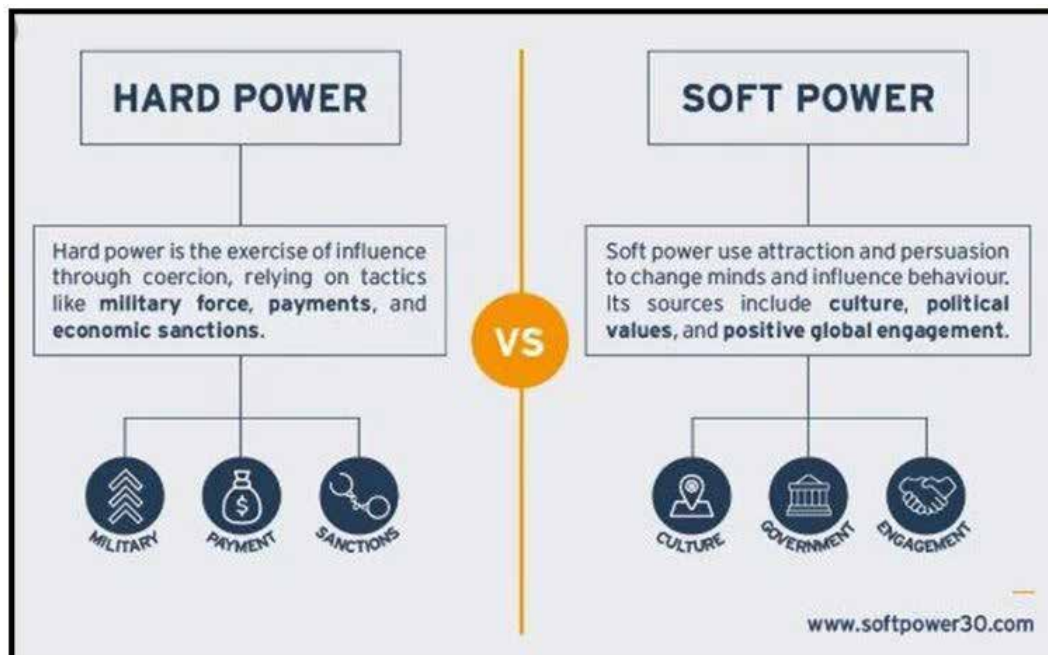 HARD POWER
Hard power is the exercise of influence
through coercion, relying on tactics
like military force, payments, and
economic sanctions.
MILITARY
PAYMENT
$
SANCTIONS
VS
SOFT POWER
Soft power use attraction and persuasion
to change minds and influence behaviour.
Its sources include culture, political
values, and positive global engagement.
CULTURE
GOVERNMENT
ENGAGEMENT
www.softpower30.com